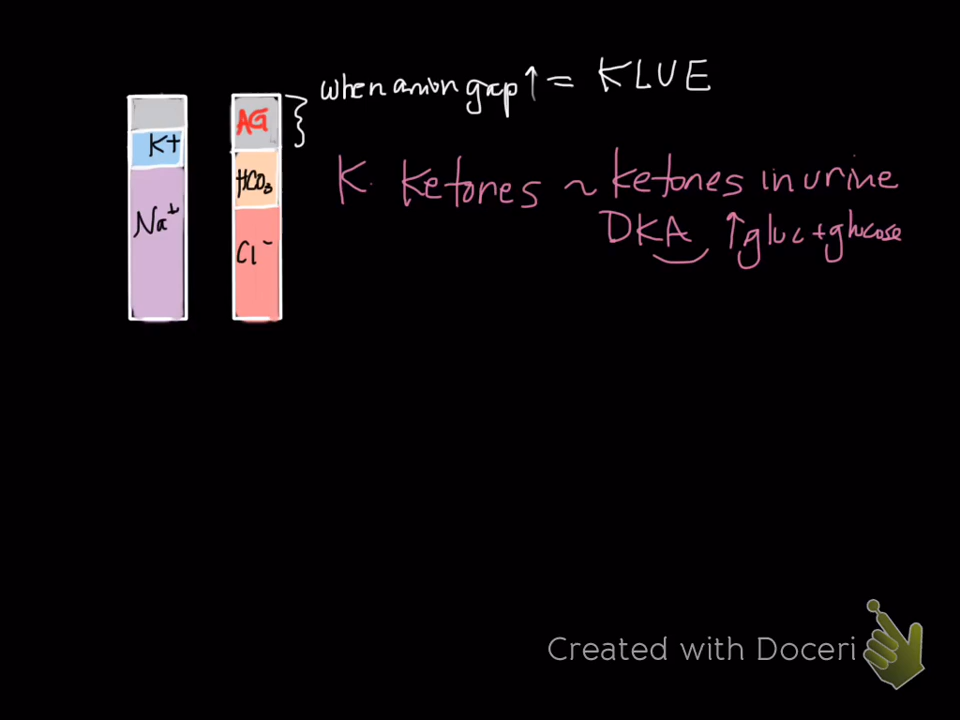 when anion gap ↑ = KLUE
AG
K+
HCO3
K. Ketones ~ ketones in urine
Na+
DKA ↑gluc + glucose
Cl-
Created with Doceri